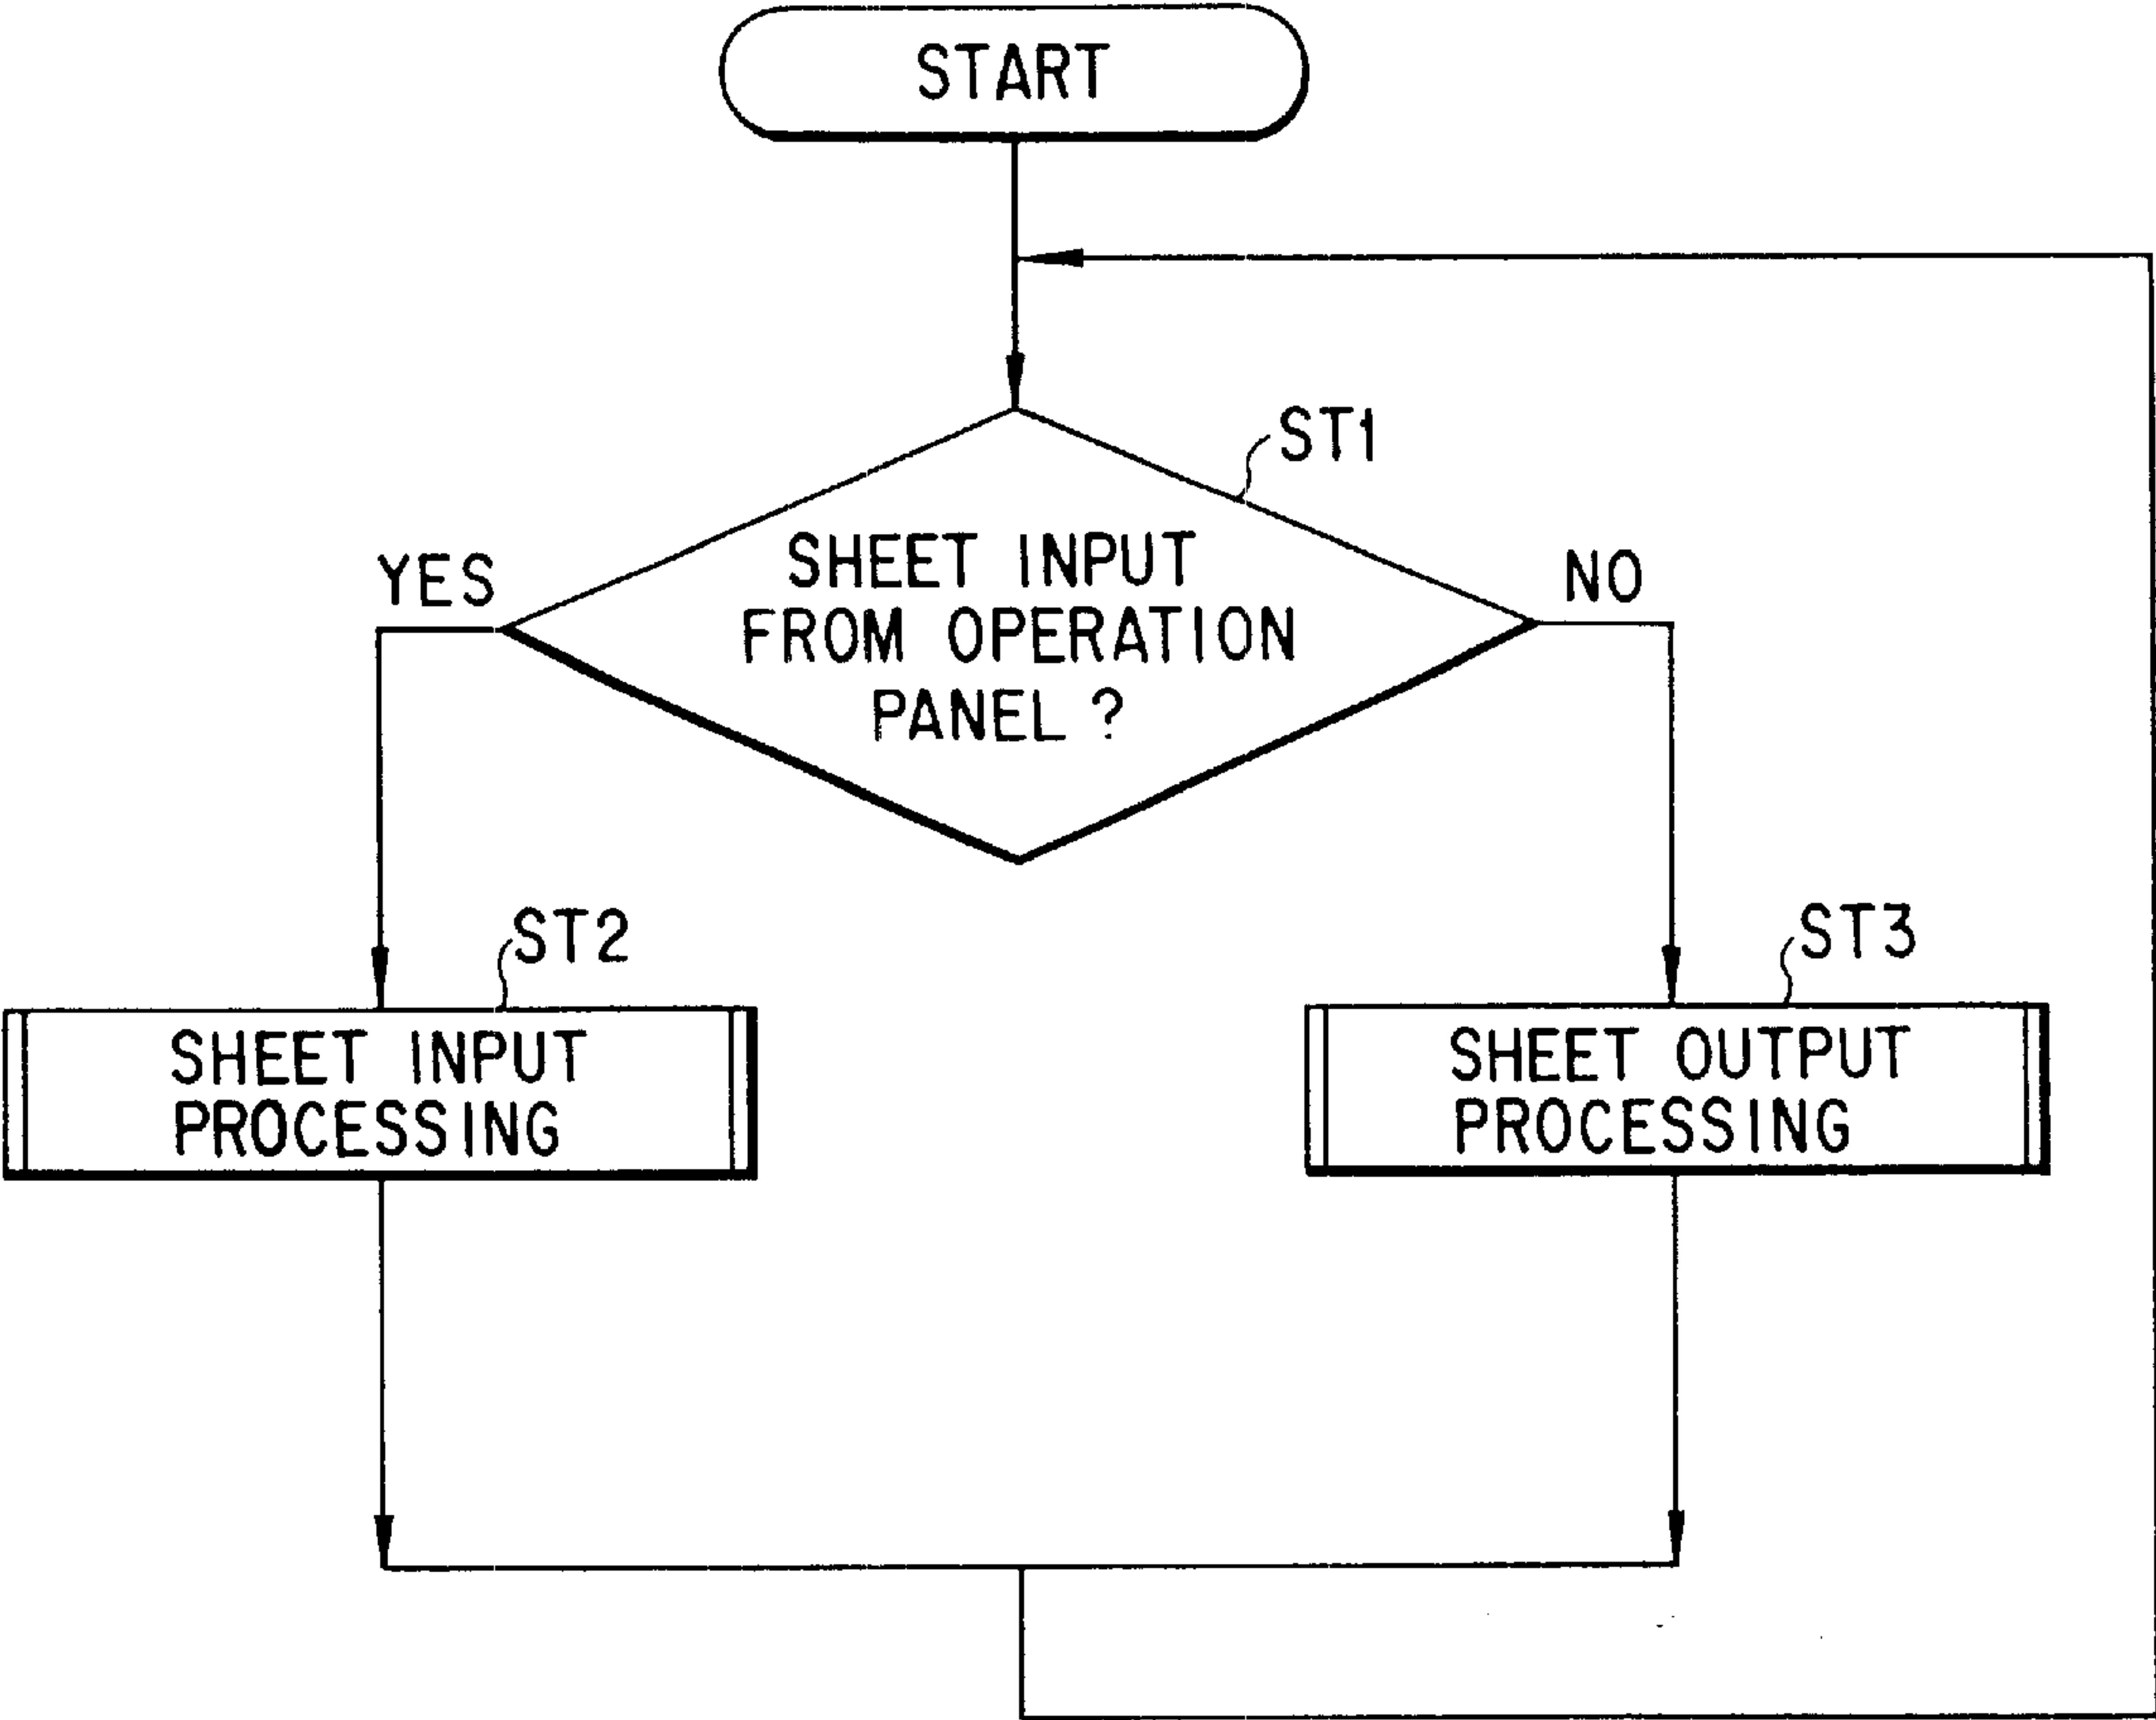 START
ST1
SHEET INPUT
FROM OPERATION
PANEL ?
YES
NO
ST2
SHEET INPUT
PROCESSING
ST3
SHEET OUTPUT
PROCESSING